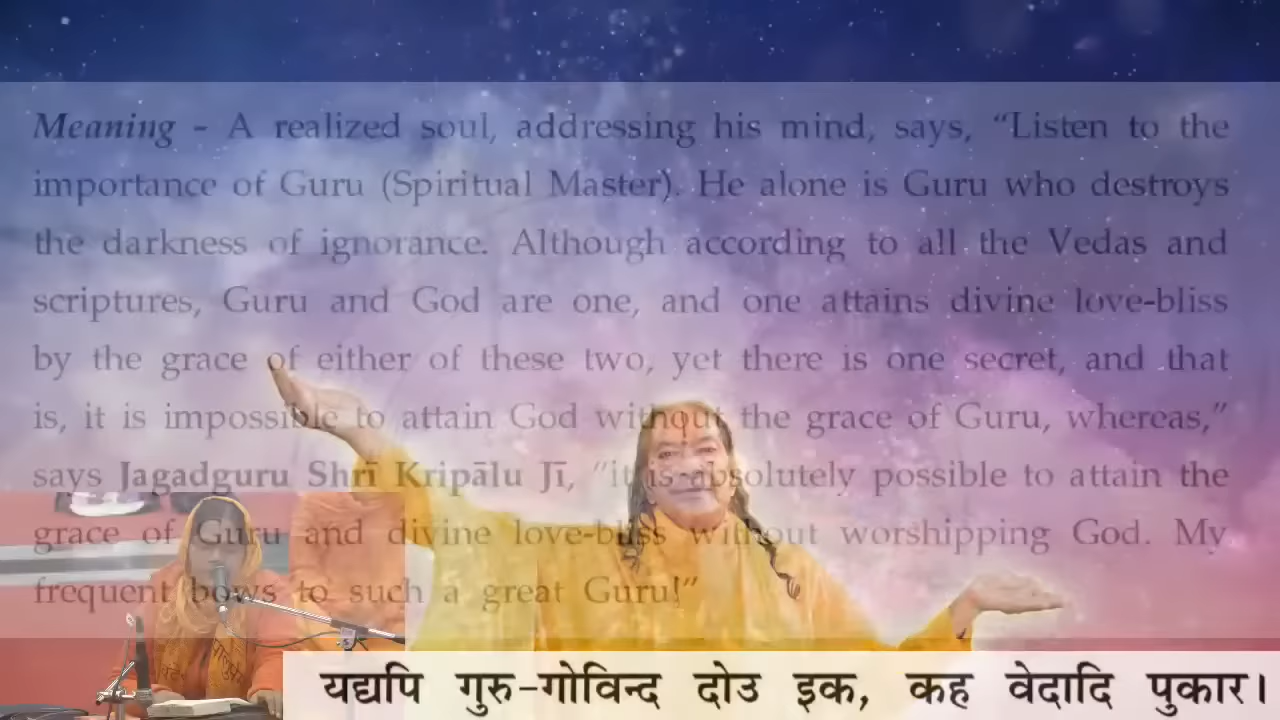 Meaning - A realized soul, addressing his mind, says, “Listen to the
importance of Guru (Spiritual Master). He alone is Guru who destroys
the darkness of ignorance. Although according to all the Vedas and
scriptures, Guru and God are one, and one attains divine love-bliss
by the grace of either of these two, yet there is one secret, and that
is, it is impossible to attain God without the grace of Guru, whereas,”
says Jagadguru Shrī Kripālu Jī, “it is absolutely possible to attain the
grace of Guru and divine love-bliss without worshipping God. My
frequent bows to such a great Guru!”
यद्यपि गुरु-गोविन्द दोउ इक, कह वेदादि पुकार।